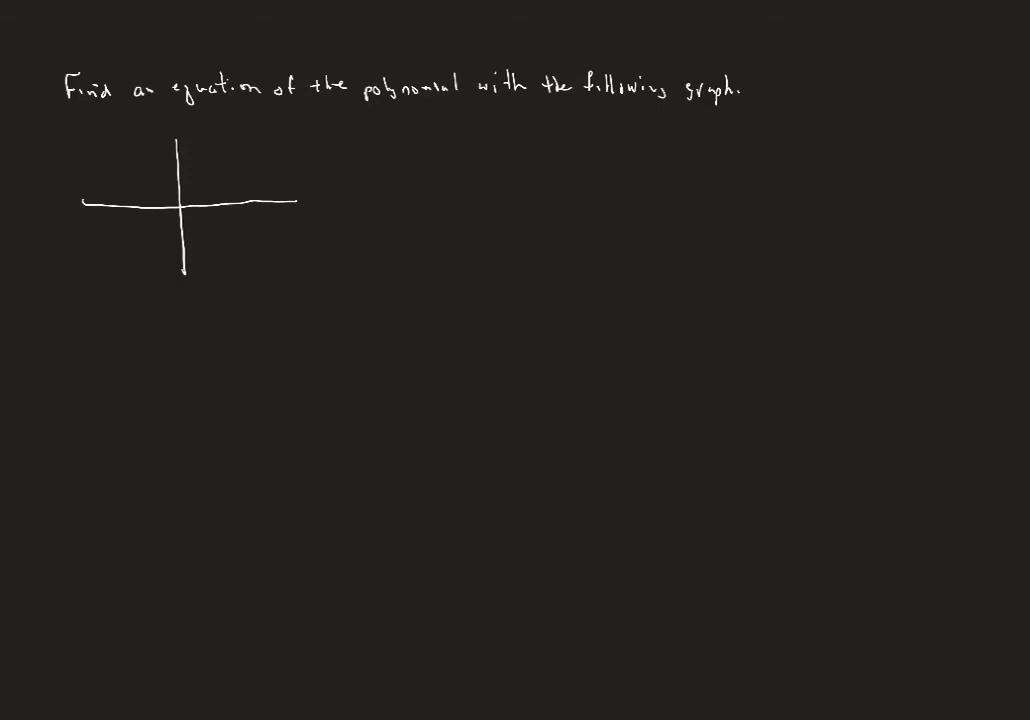 Find an equation of the polynomial with the following graph.